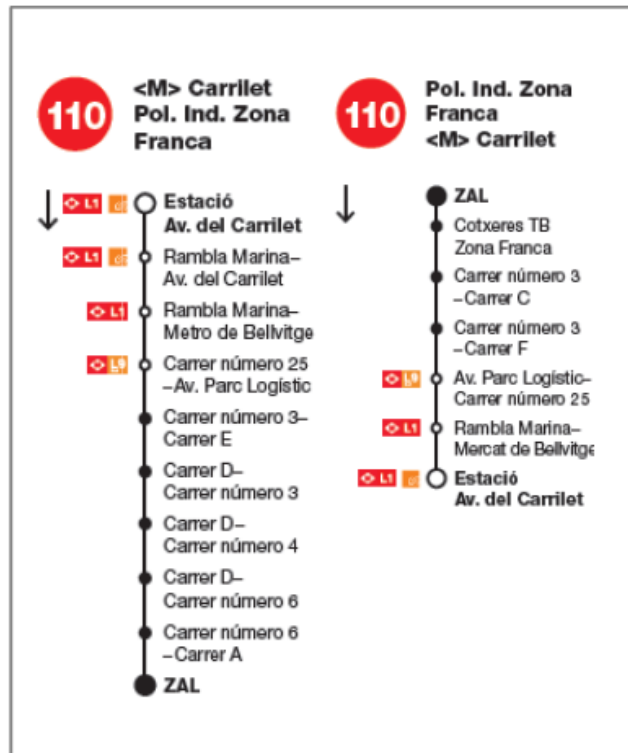 110
<M> Carrilet
Pol. Ind. Zona
Franca
L1
Estació
Av. del Carrilet
L1
Rambla Marina–
Av. del Carrilet
L1
Rambla Marina–
Metro de Bellvitge
L9
Carrer número 25
–Av. Parc Logístic
Carrer número 3–
Carrer E
Carrer D–
Carrer número 3
Carrer D–
Carrer número 4
Carrer D–
Carrer número 6
Carrer número 6
–Carrer A
ZAL
110
Pol. Ind. Zona
Franca
<M> Carrilet
ZAL
Cotxeres TB
Zona Franca
Carrer número 3
–Carrer C
Carrer número 3
–Carrer F
L9
Av. Parc Logístic–
Carrer número 25
L1
Rambla Marina–
Mercat de Bellvitge
L1
Estació
Av. del Carrilet